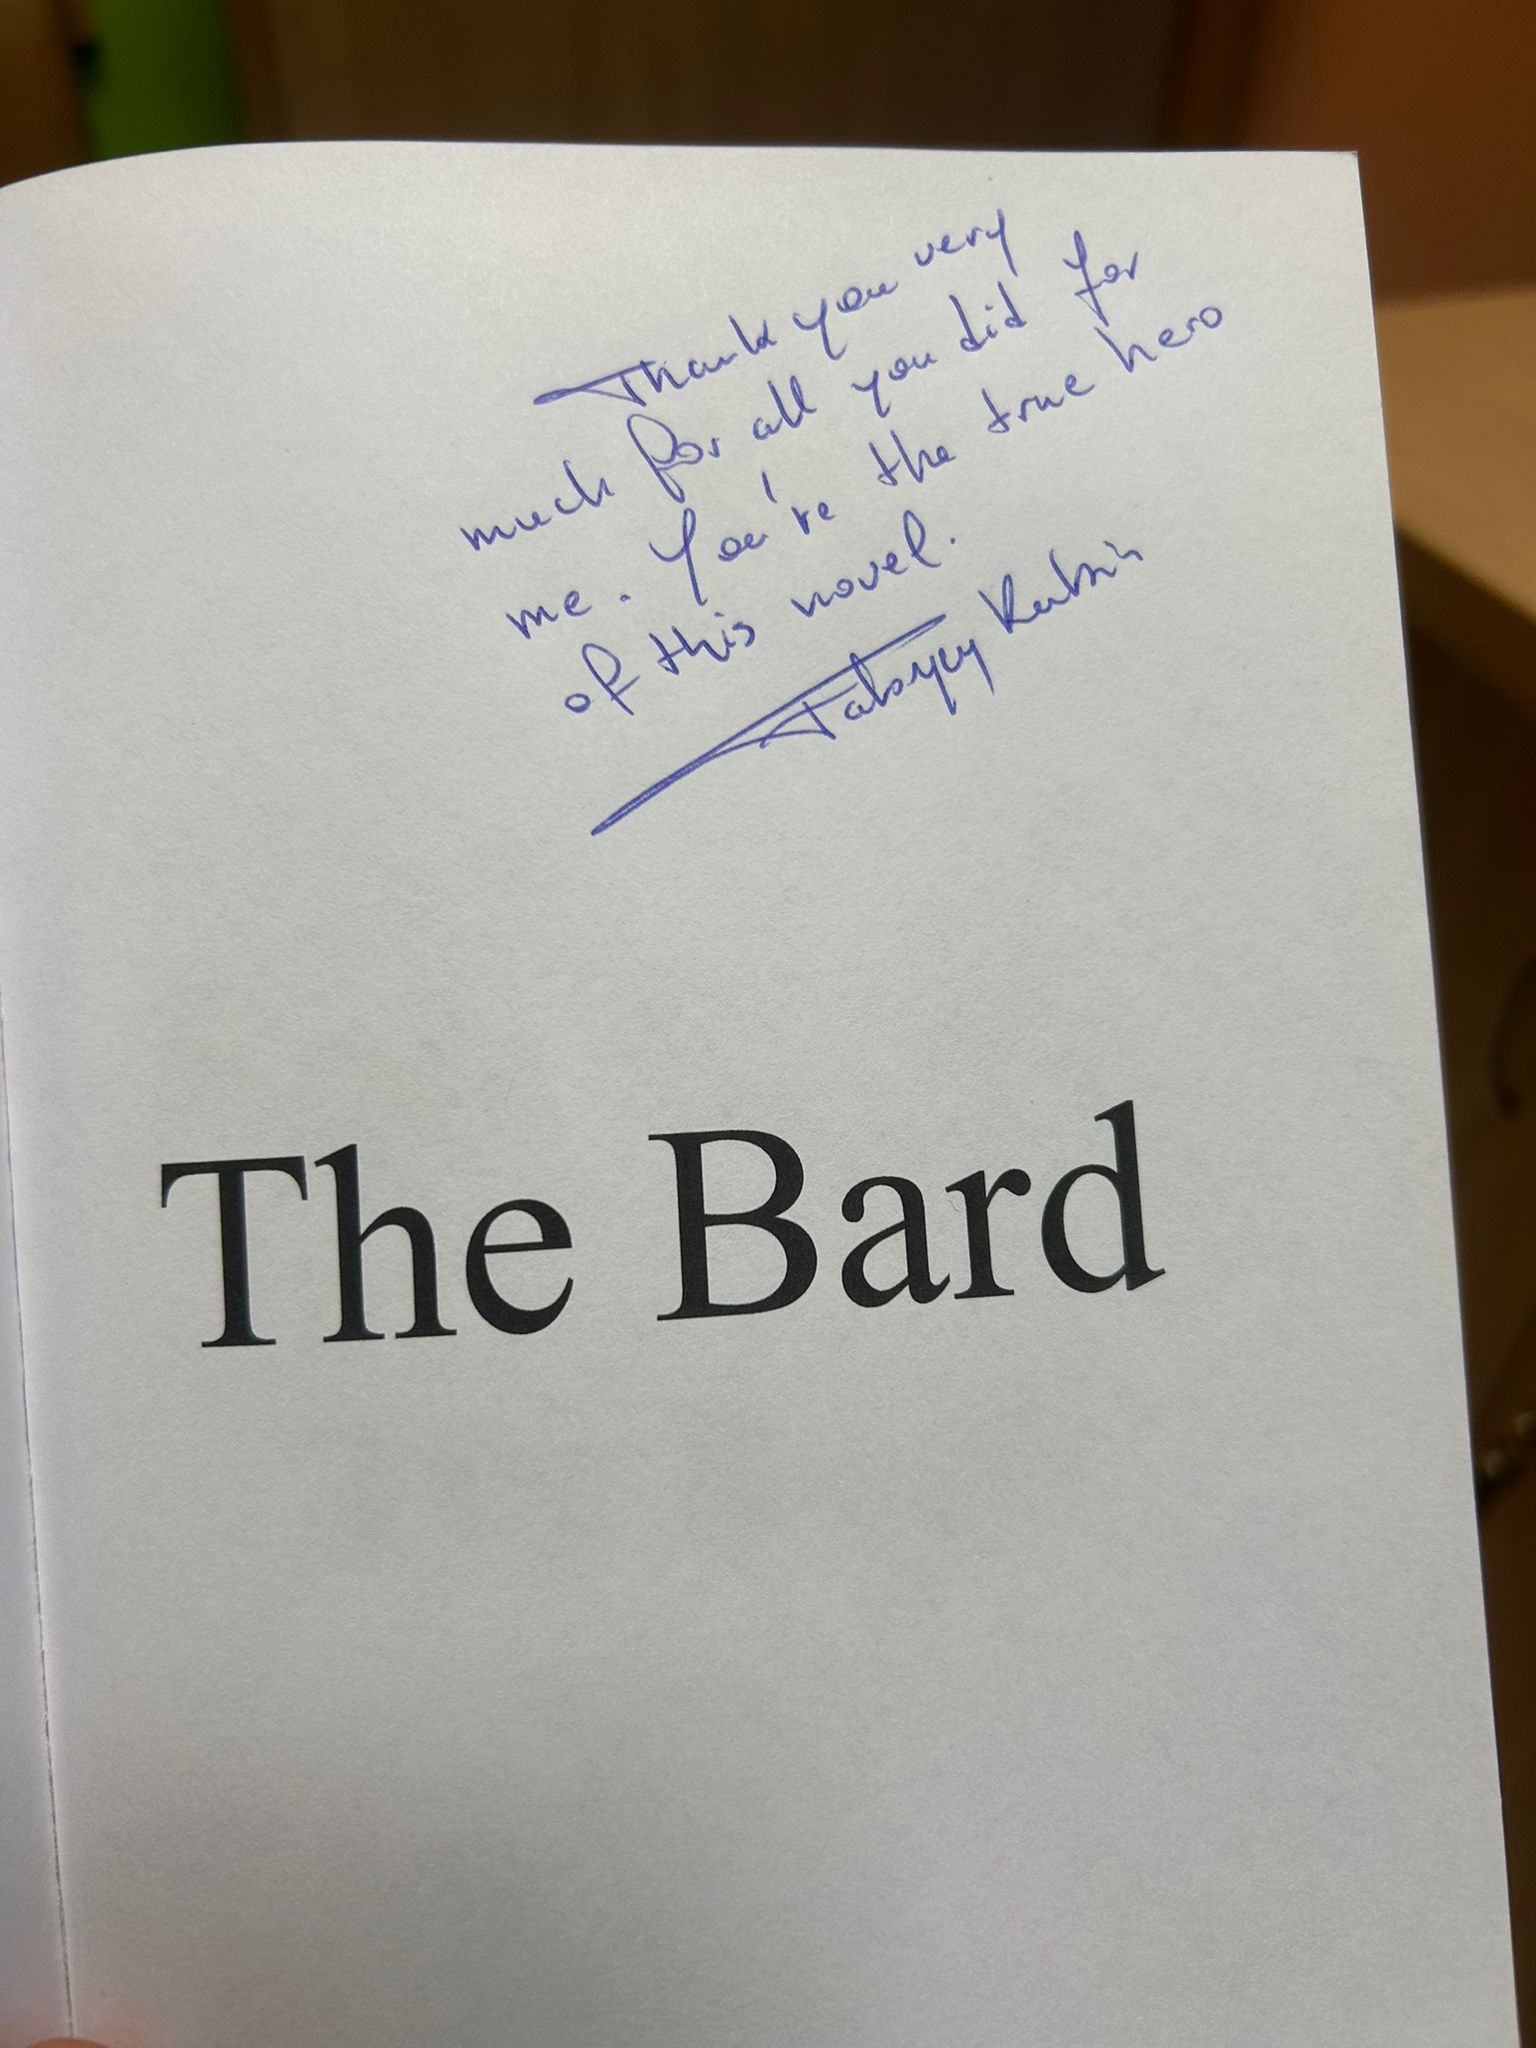 Thank you very
much for all you did for
me. You're the true hero
of this novel.
The Bard